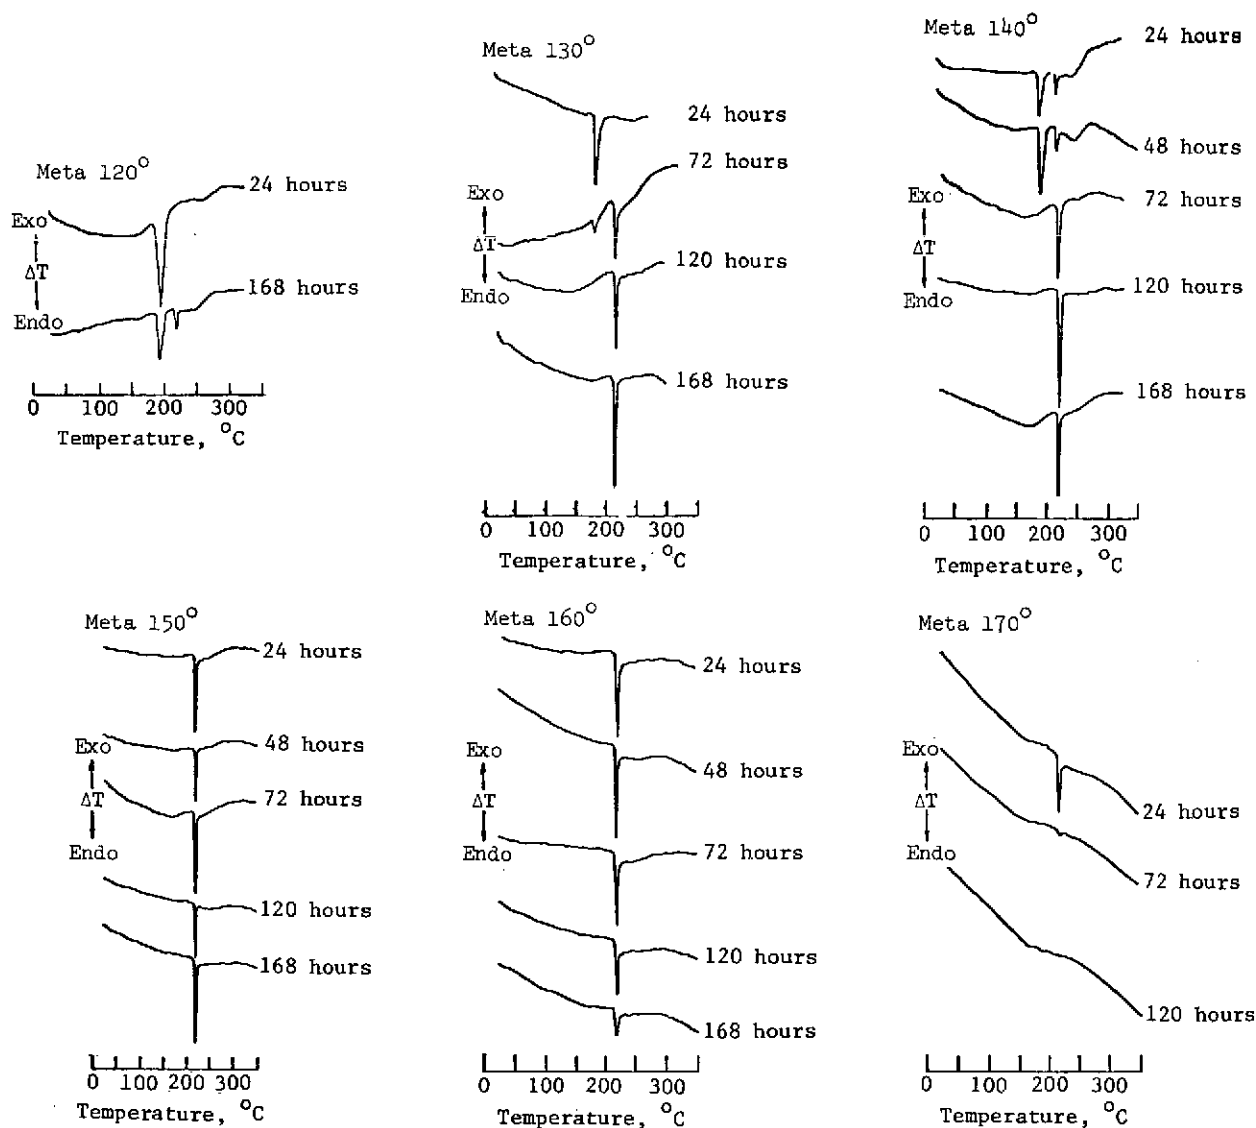 Meta 120°
24 hours
Exo
ΔT
168 hours
Endo
0 100 200 300
Temperature, °C
Meta 130°
24 hours
72 hours
Exo
ΔT
120 hours
Endo
168 hours
0 100 200 300
Temperature, °C
Meta 140°
24 hours
48 hours
Exo
72 hours
ΔT
120 hours
Endo
168 hours
0 100 200 300
Temperature, °C
Meta 150°
24 hours
48 hours
Exo
72 hours
ΔT
Endo
120 hours
168 hours
0 100 200 300
Temperature, °C
Meta 160°
24 hours
Exo
48 hours
ΔT
72 hours
Endo
120 hours
168 hours
0 100 200 300
Temperature, °C
Meta 170°
Exo
ΔT
24 hours
Endo
72 hours
120 hours
0 100 200 300
Temperature, °C